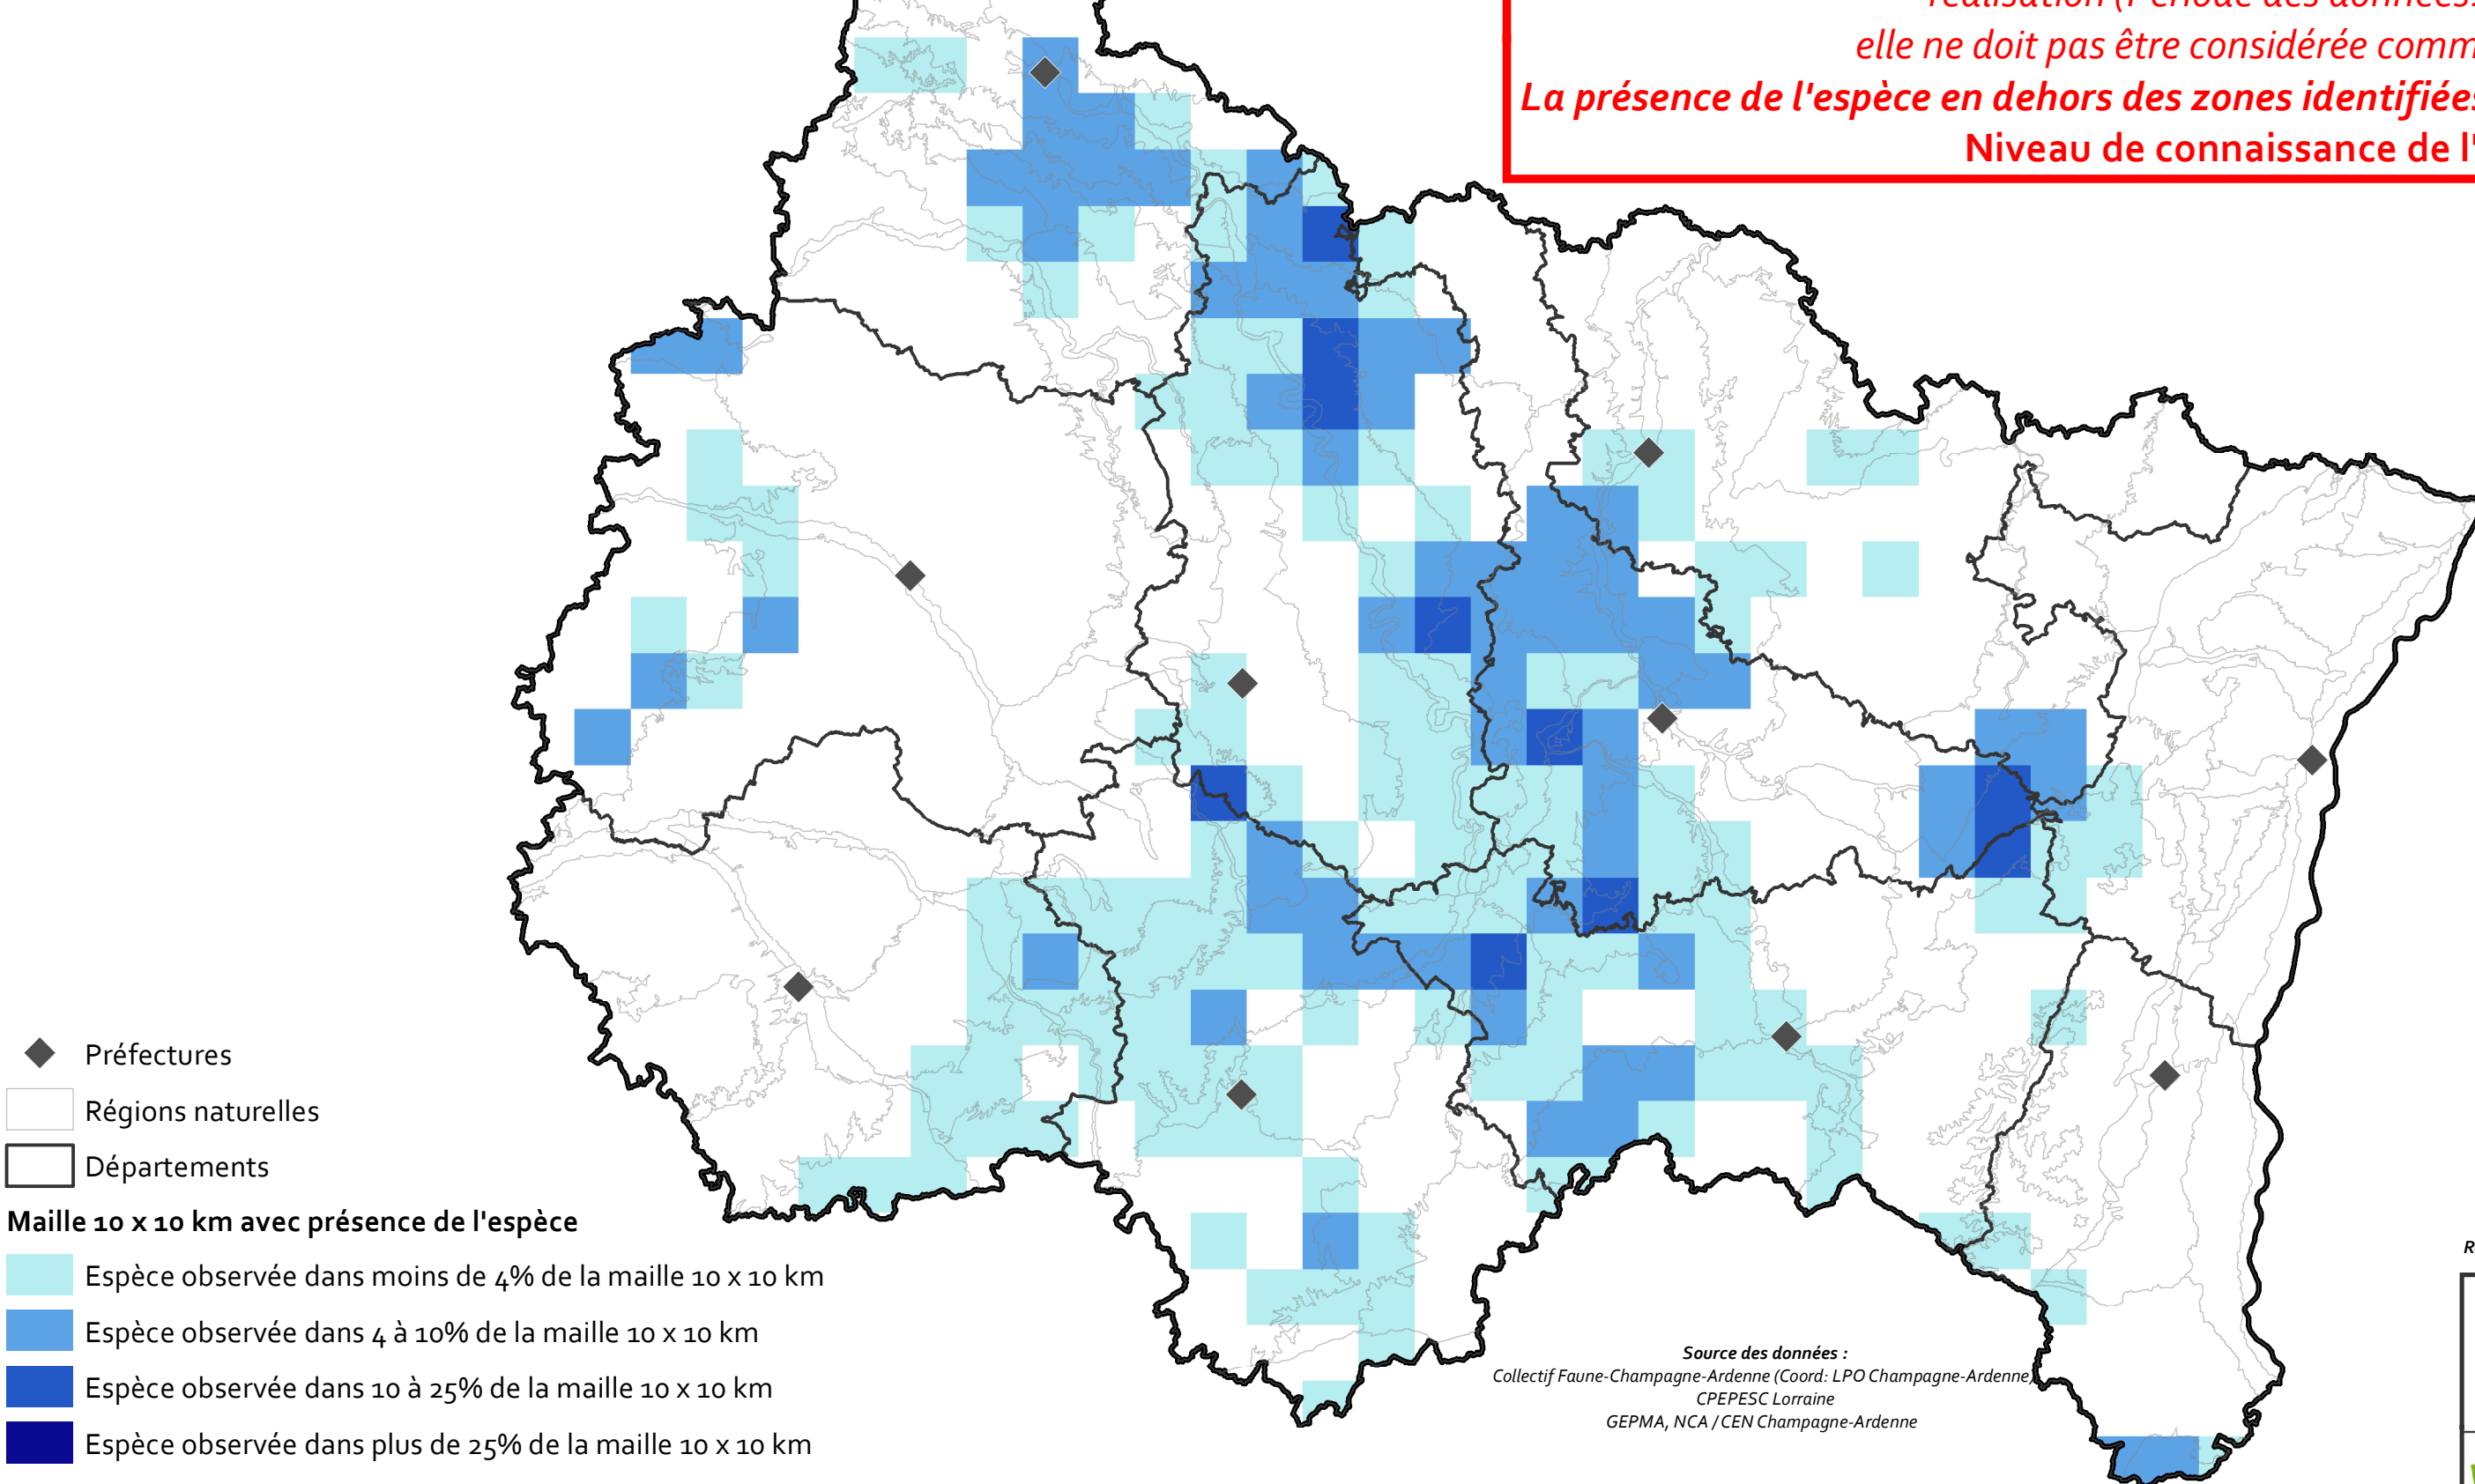 elle ne doit pas être considérée comm
La présence de l'espèce en dehors des zones identifiées
Niveau de connaissance de l'
Préfectures
Régions naturelles
Départements
Maille 10 x 10 km avec présence de l'espèce
Espèce observée dans moins de 4% de la maille 10 x 10 km
Espèce observée dans 4 à 10% de la maille 10 x 10 km
Espèce observée dans 10 à 25% de la maille 10 x 10 km
Espèce observée dans plus de 25% de la maille 10 x 10 km
Source des données :
Collectif Faune-Champagne-Ardenne (Coord: LPO Champagne-Ardenne)
CPEPESC Lorraine
GEPMA, NCA / CEN Champagne-Ardenne
R